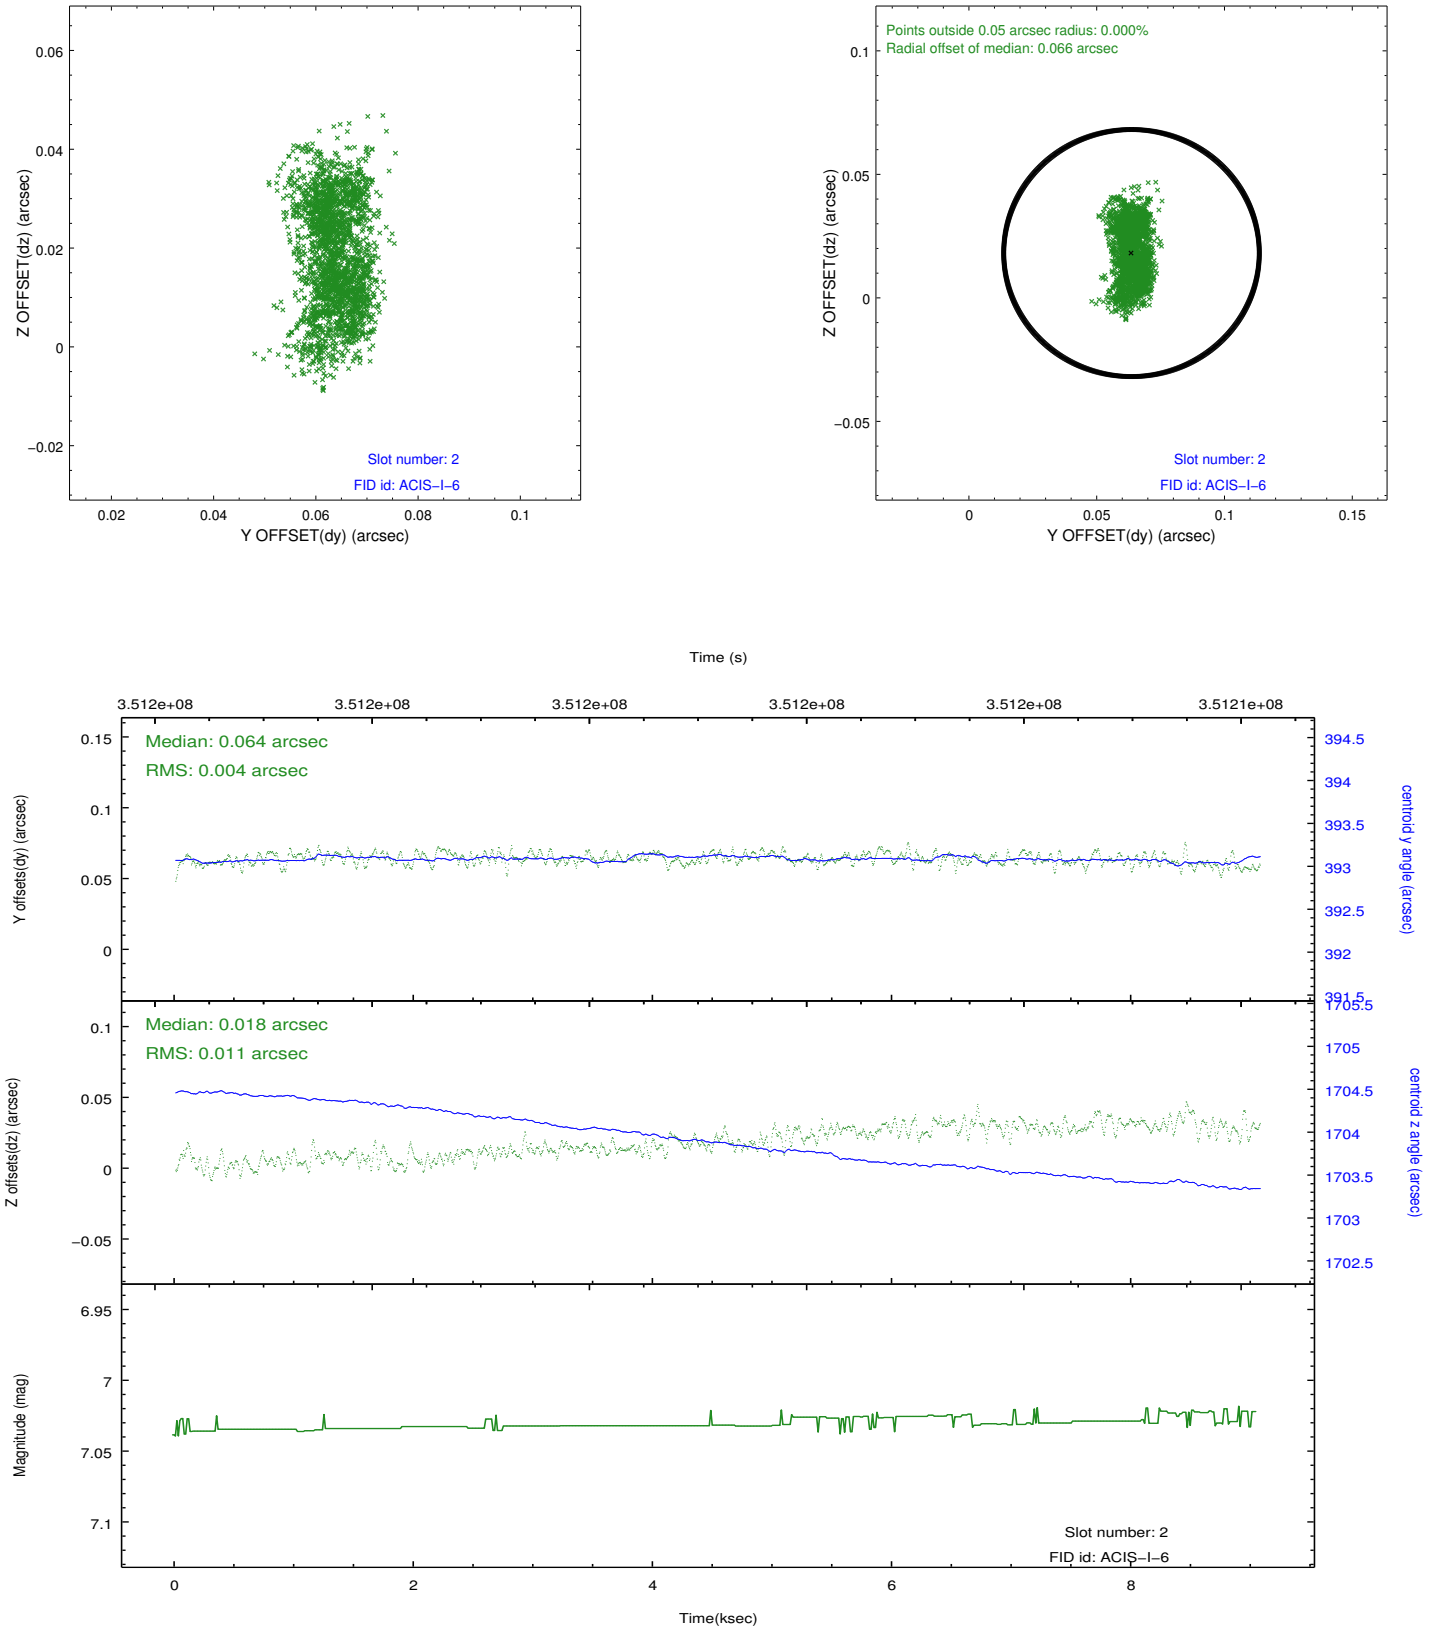 0.06
0.04
0.02
0
−0.02
0.02
0.04
0.06
0.08
0.1
Z OFFSET(dz) (arcsec)
Y OFFSET(dy) (arcsec)
Slot number: 2
FID id: ACIS−I−6
Points outside 0.05 arcsec radius: 0.000%
Radial offset of median: 0.066 arcsec
0.1
0.05
0
−0.05
0
0.05
0.1
0.15
Z OFFSET(dz) (arcsec)
Y OFFSET(dy) (arcsec)
Slot number: 2
FID id: ACIS−I−6
Time (s)
3.512e+08
3.512e+08
3.512e+08
3.512e+08
3.512e+08
3.5121e+08
Median: 0.064 arcsec
RMS: 0.004 arcsec
0.15
0.1
0.05
0
Y offsets(dy) (arcsec)
394.5
394
393.5
393
392.5
392
391.5
centroid y angle (arcsec)
Median: 0.018 arcsec
RMS: 0.011 arcsec
0.1
0.05
0
−0.05
Z offsets(dz) (arcsec)
1705.5
1705
1704.5
1704
1703.5
1703
1702.5
centroid z angle (arcsec)
6.95
7
7.05
7.1
Magnitude (mag)
Slot number: 2
FID id: ACIS−I−6
0
2
4
6
8
Time(ksec)